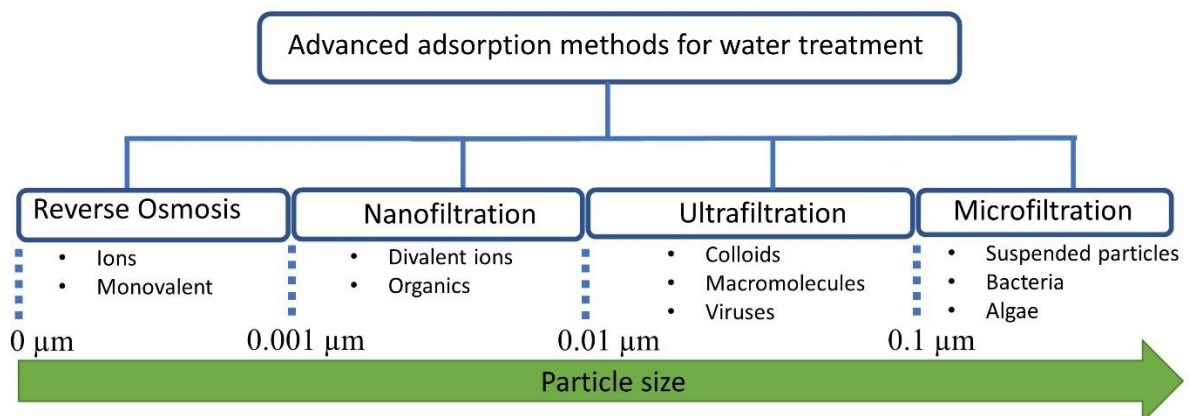 Advanced adsorption methods for water treatment
Reverse Osmosis
• Ions
• Monovalent
Nanofiltration
• Divalent ions
• Organics
Ultrafiltration
• Colloids
• Macromolecules
• Viruses
Microfiltration
• Suspended particles
• Bacteria
• Algae
0 µm
0.001 µm
0.01 µm
0.1 µm
Particle size